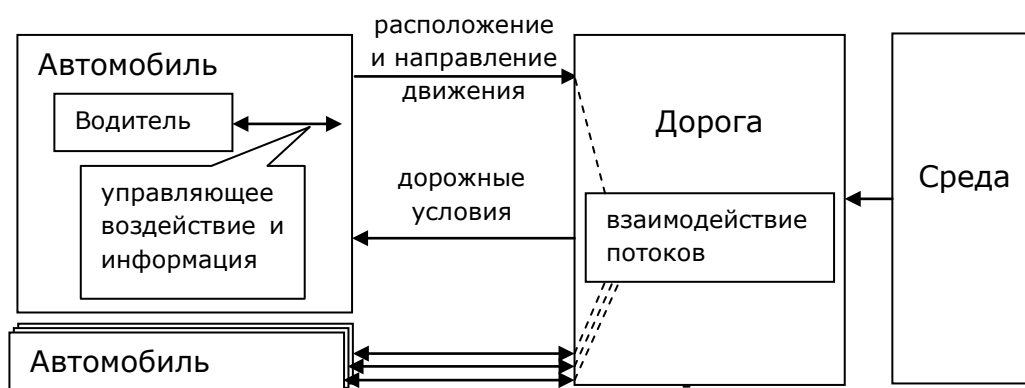 Автомобиль
Водитель
управляющее
воздействие и
информация
расположение
и направление
движения
дорожные
условия
Дорога
взаимодействие
потоков
Среда
Автомобиль